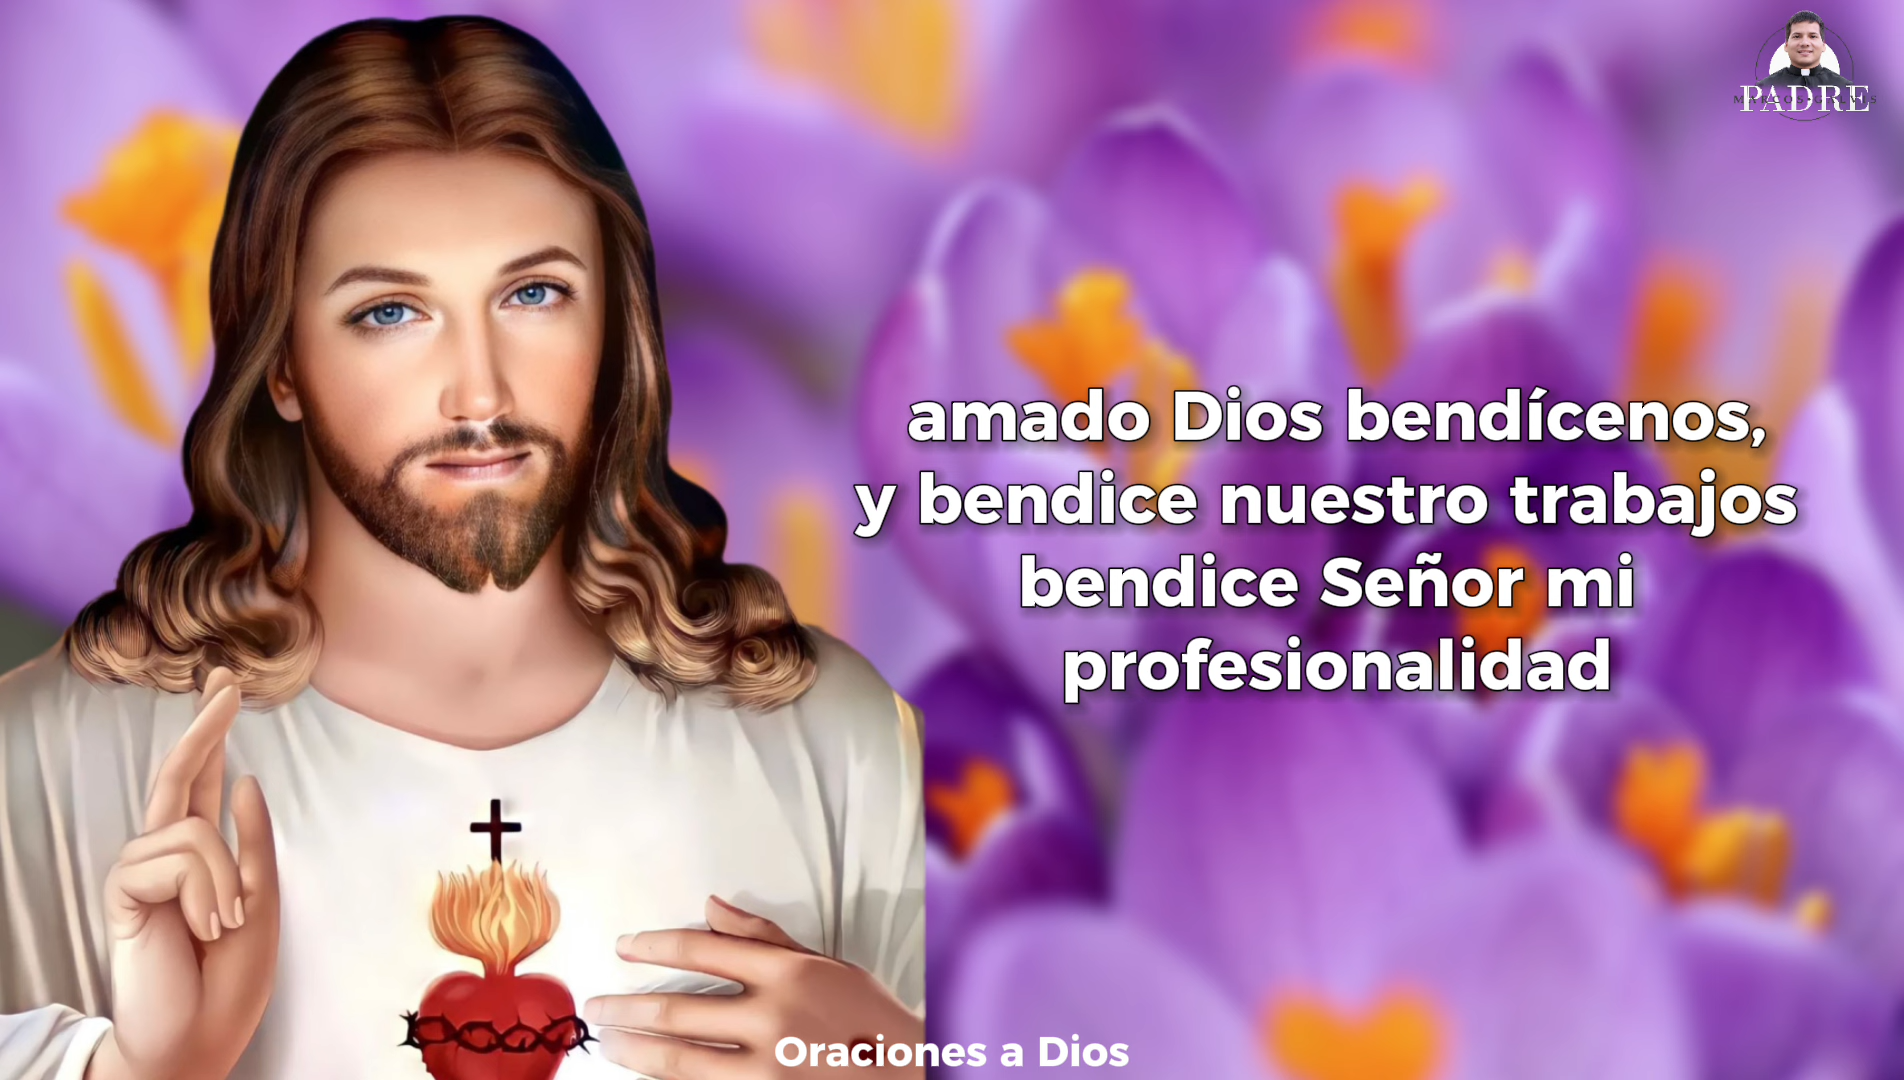 PADRE
amado Dios bendícenos,
y bendice nuestro trabajos
bendice Señor mi
profesionalidad
Oraciones a Dios